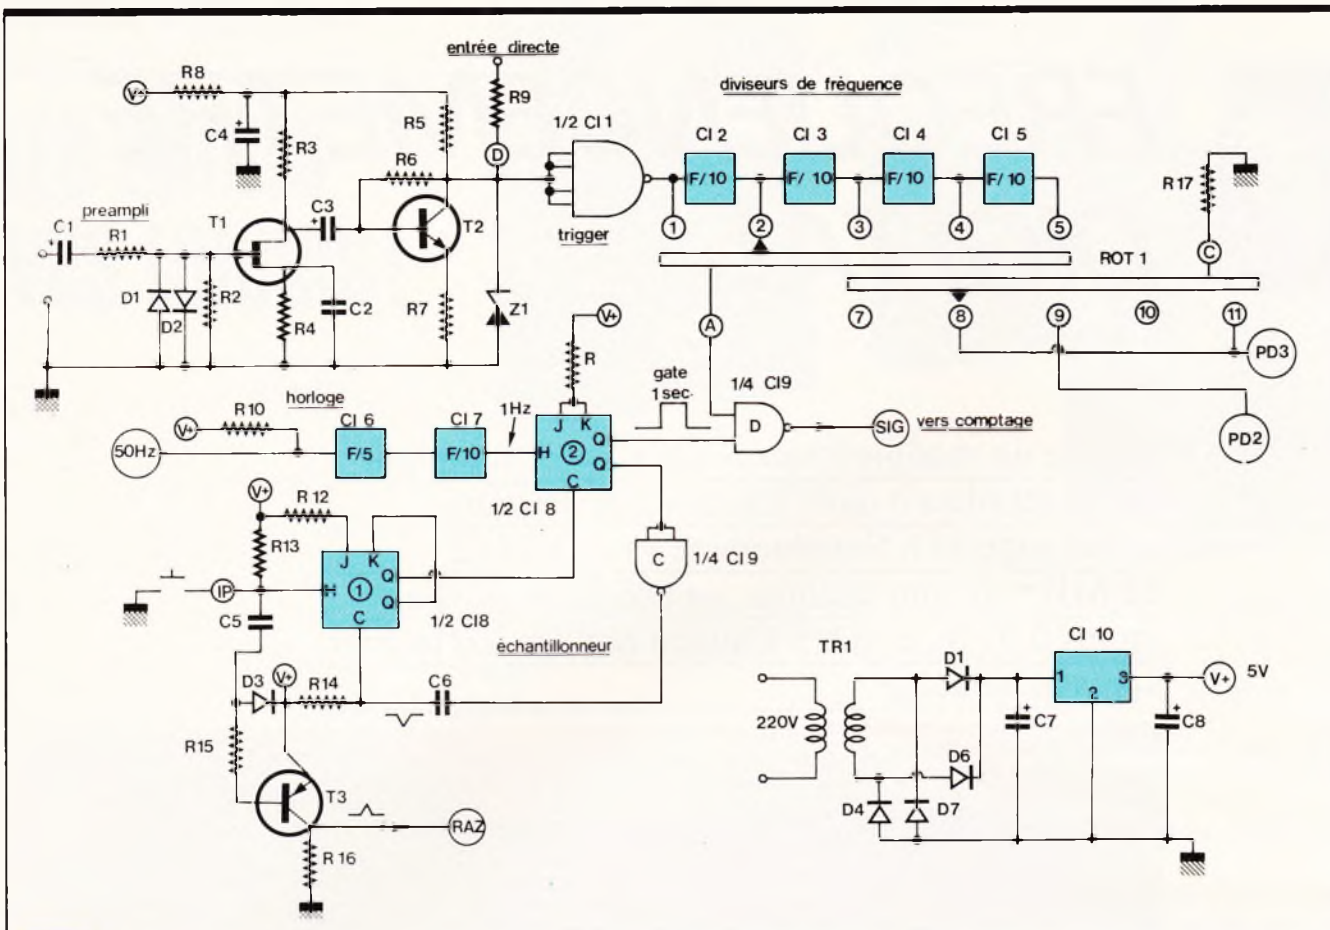 entrée directe
V+
R8
R9
diviseurs de fréquence
C4
+
R3
R5
1/2 CI 1
CI 2
CI 3
CI 4
CI 5
D
R6
F/10
F/ 10
F/ 10
F/ 10
R 17
preampli
T1
C3
+
T2
trigger
1
2
3
4
5
C1
+
R1
C
ROT 1
D1
D2
R2
R4
C2
R7
Z1
V+
A
7
8
9
10
11
R
gate
1 sec.
1/4 CI9
PD3
horloge
1Hz
R 10
V+
CI 6
CI 7
J
K
D
SIG
vers comptage
PD2
50Hz
F/5
F/10
H
2
Q
Q
C
V+
R 12
1/2 CI 8
R13
J
K
C
1/4 CI9
IP
H
1
Q
Q
C
C5
1/2 CI8
échantillonneur
TR1
D1
CI 10
D3
V+
R14
C6
1
2
3
V+
5V
220V
C7
+
C8
+
R15
D6
T3
D4
D7
RAZ
R 16